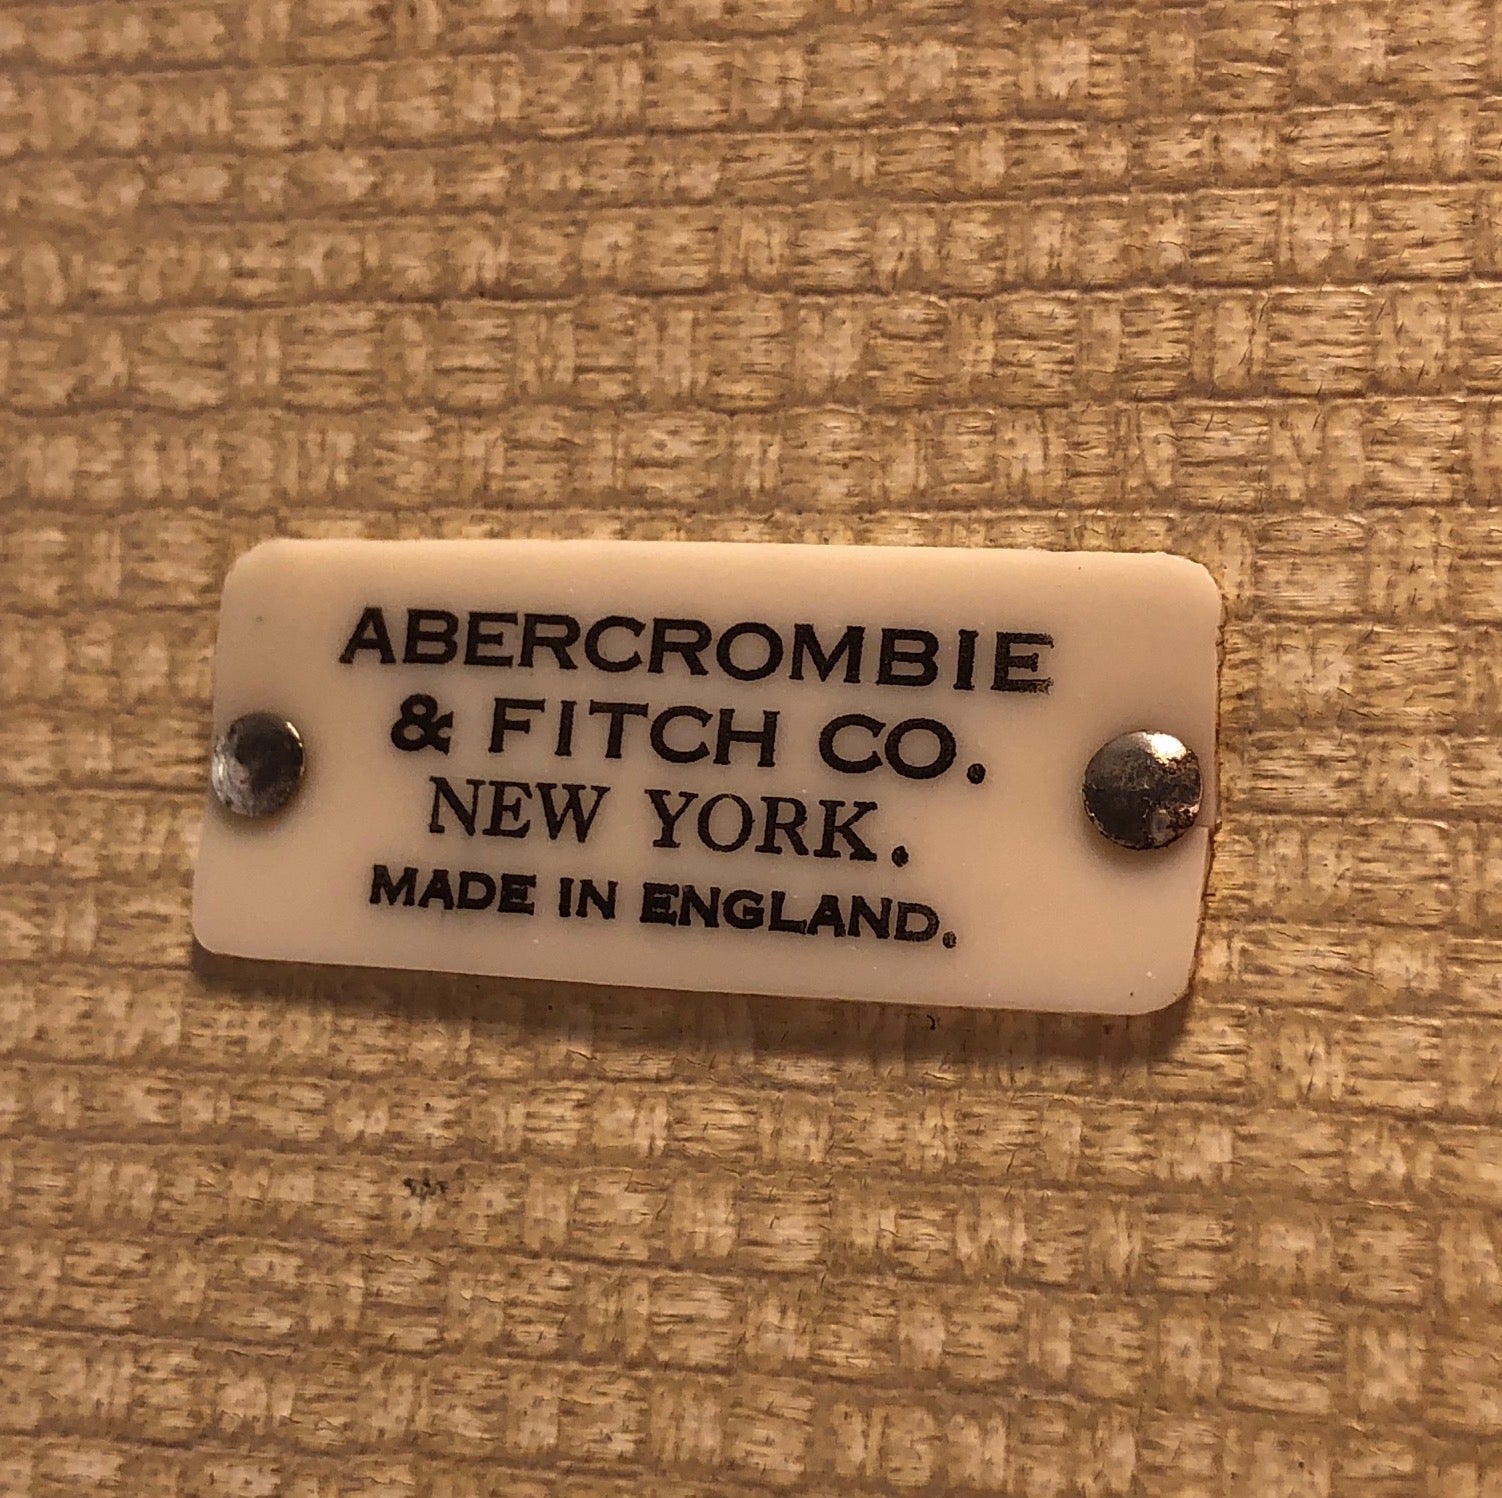 ABERCROMBIE
& FITCH CO.
NEW YORK.
MADE IN ENGLAND.